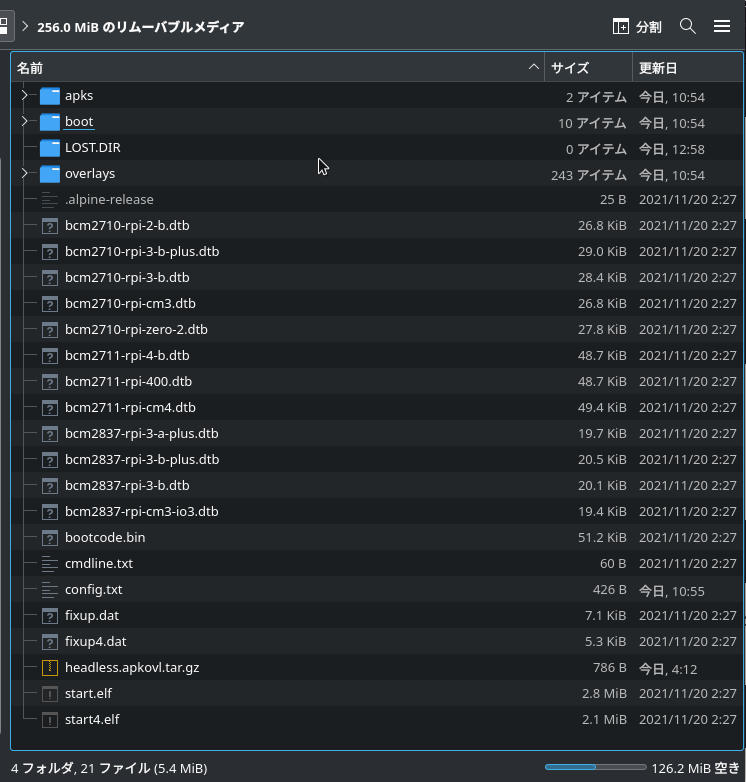 256.0 MiB のリムーバブルメディア 分割
名前 サイズ 更新日
apks 2 アイテム 今日, 10:54
boot 10 アイテム 今日, 10:54
LOST.DIR 0 アイテム 今日, 12:58
overlays 243 アイテム 今日, 10:54
.alpine-release 25 B 2021/11/20 2:27
bcm2710-rpi-2-b.dtb 26.8 KiB 2021/11/20 2:27
bcm2710-rpi-3-b-plus.dtb 29.0 KiB 2021/11/20 2:27
bcm2710-rpi-3-b.dtb 28.4 KiB 2021/11/20 2:27
bcm2710-rpi-cm3.dtb 26.8 KiB 2021/11/20 2:27
bcm2710-rpi-zero-2.dtb 27.8 KiB 2021/11/20 2:27
bcm2711-rpi-4-b.dtb 48.7 KiB 2021/11/20 2:27
bcm2711-rpi-400.dtb 48.7 KiB 2021/11/20 2:27
bcm2711-rpi-cm4.dtb 49.4 KiB 2021/11/20 2:27
bcm2837-rpi-3-a-plus.dtb 19.7 KiB 2021/11/20 2:27
bcm2837-rpi-3-b-plus.dtb 20.5 KiB 2021/11/20 2:27
bcm2837-rpi-3-b.dtb 20.1 KiB 2021/11/20 2:27
bcm2837-rpi-cm3-io3.dtb 19.4 KiB 2021/11/20 2:27
bootcode.bin 51.2 KiB 2021/11/20 2:27
cmdline.txt 60 B 2021/11/20 2:27
config.txt 426 B 今日, 10:55
fixup.dat 7.1 KiB 2021/11/20 2:27
fixup4.dat 5.3 KiB 2021/11/20 2:27
headless.apkovl.tar.gz 786 B 今日, 4:12
start.elf 2.8 MiB 2021/11/20 2:27
start4.elf 2.1 MiB 2021/11/20 2:27
4 フォルダ, 21 ファイル (5.4 MiB) 126.2 MiB 空き